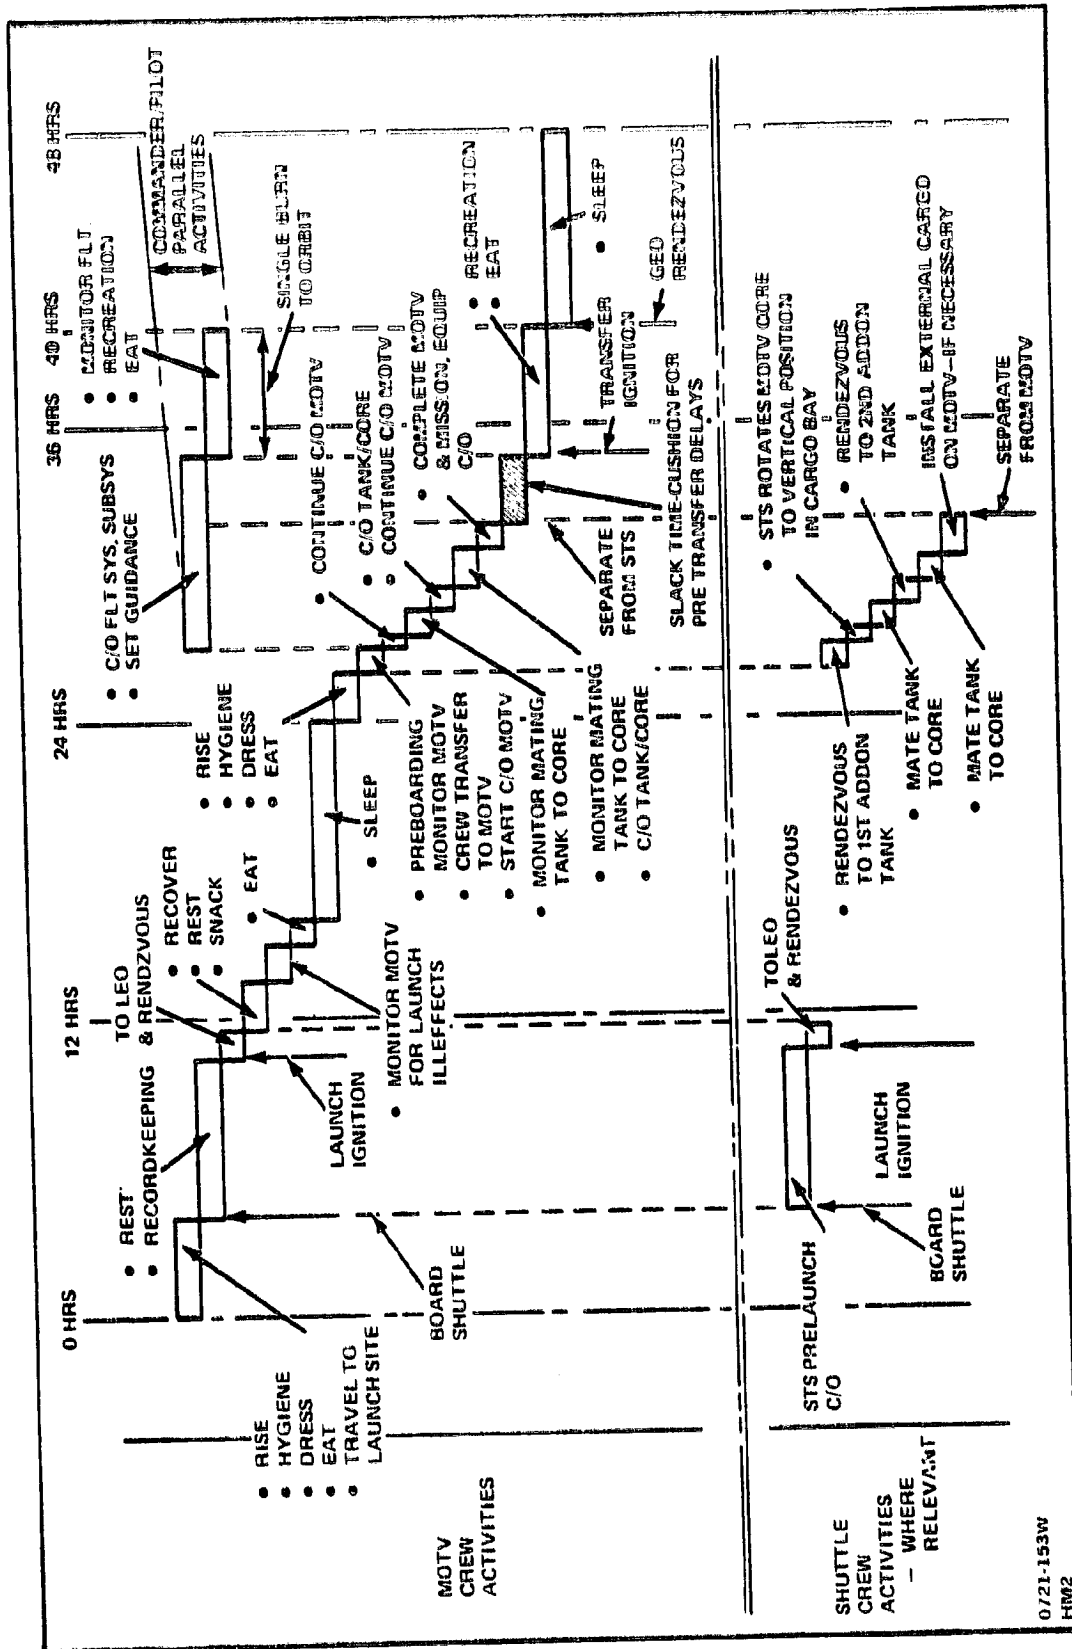 0 HRS
12 HRS
24 HRS
36 HRS
40 HRS
48 HRS
MOTV
CREW
ACTIVITIES
• RISE
• HYGIENE
• DRESS
• EAT
• TRAVEL TO
LAUNCH SITE
• REST
• RECORDKEEPING
BOARD
SHUTTLE
LAUNCH
IGNITION
TO LEO
& RENDZVOUS
• RECOVER
• REST
• SNACK
• MONITOR MOTV
FOR LAUNCH
ILLEFFECTS
• EAT
• SLEEP
• RISE
• HYGIENE
• DRESS
• EAT
• PREBOARDING
MONITOR MOTV
• CREW TRANSFER
TO MOTV
• START C/O MOTV
• MONITOR MATING
TANK TO CORE
• MONITOR MATING
TANK TO CORE
• C/O TANK/CORE
• C/O FLT SYS, SUBSYS
• SET GUIDANCE
• CONTINUE C/O MOTV
• C/O TANK/CORE
• CONTINUE C/O MOTV
• COMPLETE MOTV
& MISSION, EQUIP
C/O
SEPARATE
FROM STS
SLACK TIME-CUSHION FOR
PRE TRANSFER DELAYS
• MONITOR FLT.
• RECREATION
• EAT
COMMANDER/PILOT
PARALLEL
ACTIVITIES
SINGLE BURN
TO ORBIT
• RECREATION
• EAT
TRANSFER
IGNITION
• SLEEP
GEO
RENDEZVOUS
SHUTTLE
CREW
ACTIVITIES
– WHERE
RELEVANT
STS PRELAUNCH
C/O
BOARD
SHUTTLE
LAUNCH
IGNITION
TOLEO
& RENDEZVOUS
• RENDEZVOUS
TO 1ST ADDON
TANK
• MATE TANK
TO CORE
• MATE TANK
TO CORE
• STS ROTATES MOTV CORE
TO VERTICAL POSITION
IN CARGO BAY
• RENDEZVOUS
TO 2ND ADDON
TANK
INSTALL EXTERNAL CARGO
ON MOTV–IF NECESSARY
• SEPARATE
FROM MOTV
0721-153W
HM2